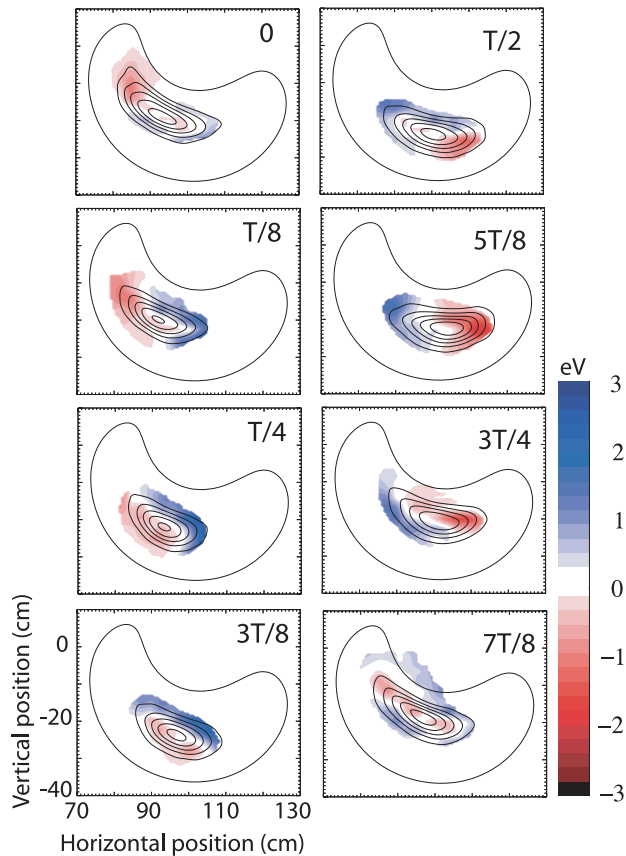 0
T/2
T/8
5T/8
eV
3
T/4
3T/4
2
1
0
3T/8
7T/8
-1
-2
-3
Vertical position (cm)
0
-20
-40
70
90
110
130
Horizontal position (cm)